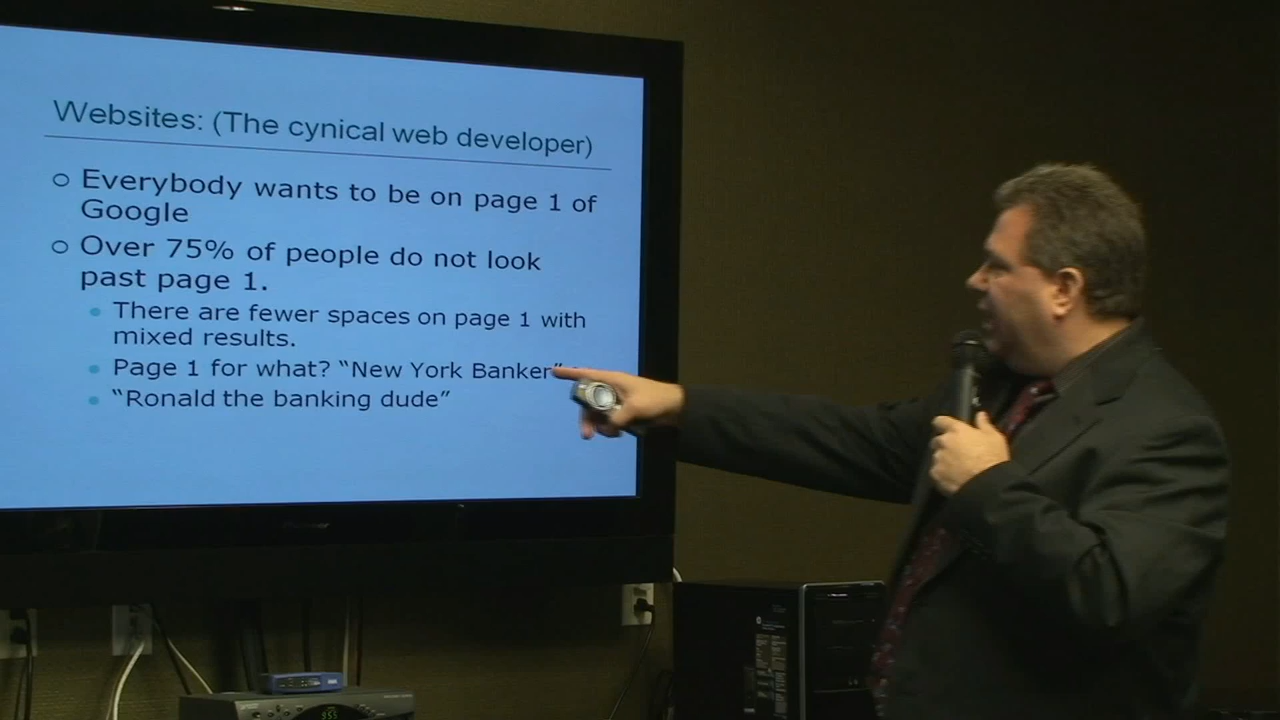 Websites: (The cynical web developer)
Everybody wants to be on page 1 of
Google
Over 75% of people do not look
past page 1.
There are fewer spaces on page 1 with
mixed results.
Page 1 for what? “New York Banker”
“Ronald the banking dude”